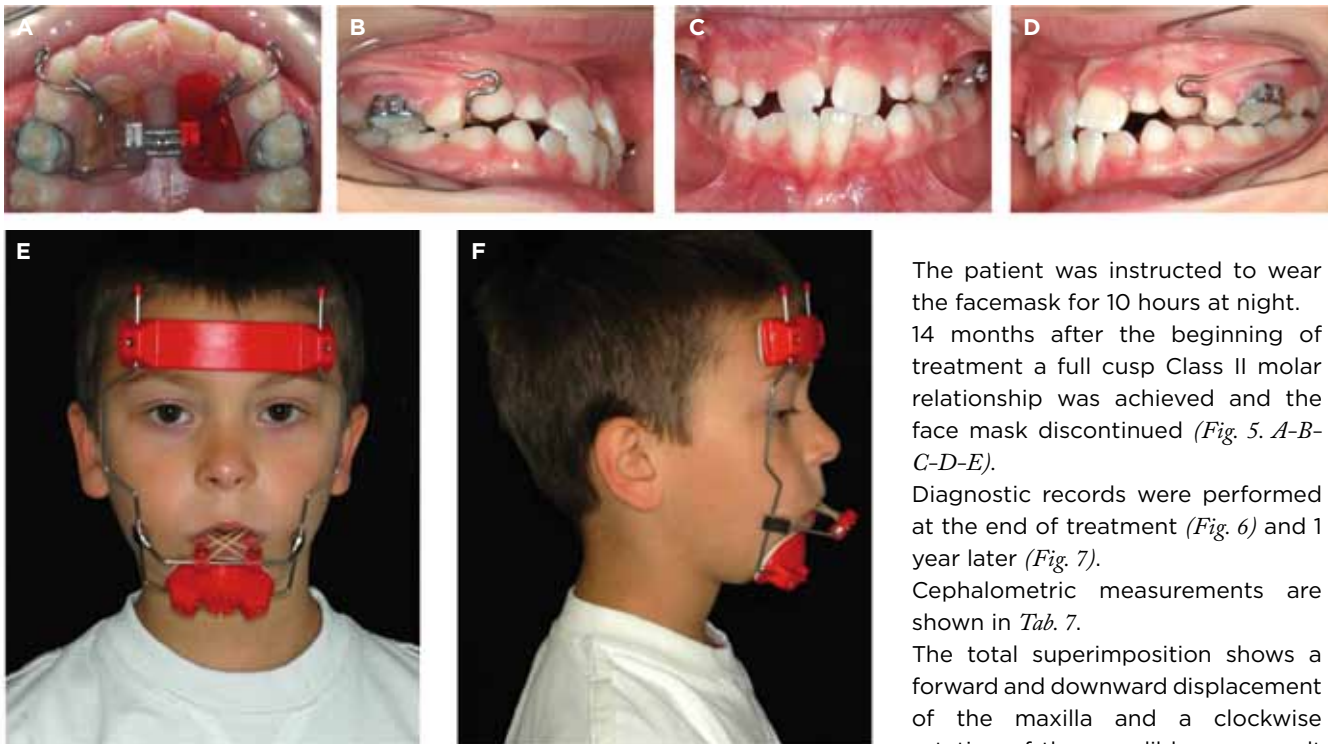 A
B
C
D
E
F
The patient was instructed to wear
the facemask for 10 hours at night.
14 months after the beginning of
treatment a full cusp Class II molar
relationship was achieved and the
face mask discontinued (Fig. 5. A-B-
C-D-E).
Diagnostic records were performed
at the end of treatment (Fig. 6) and 1
year later (Fig. 7).
Cephalometric measurements are
shown in Tab. 7.
The total superimposition shows a
forward and downward displacement
of the maxilla and a clockwise